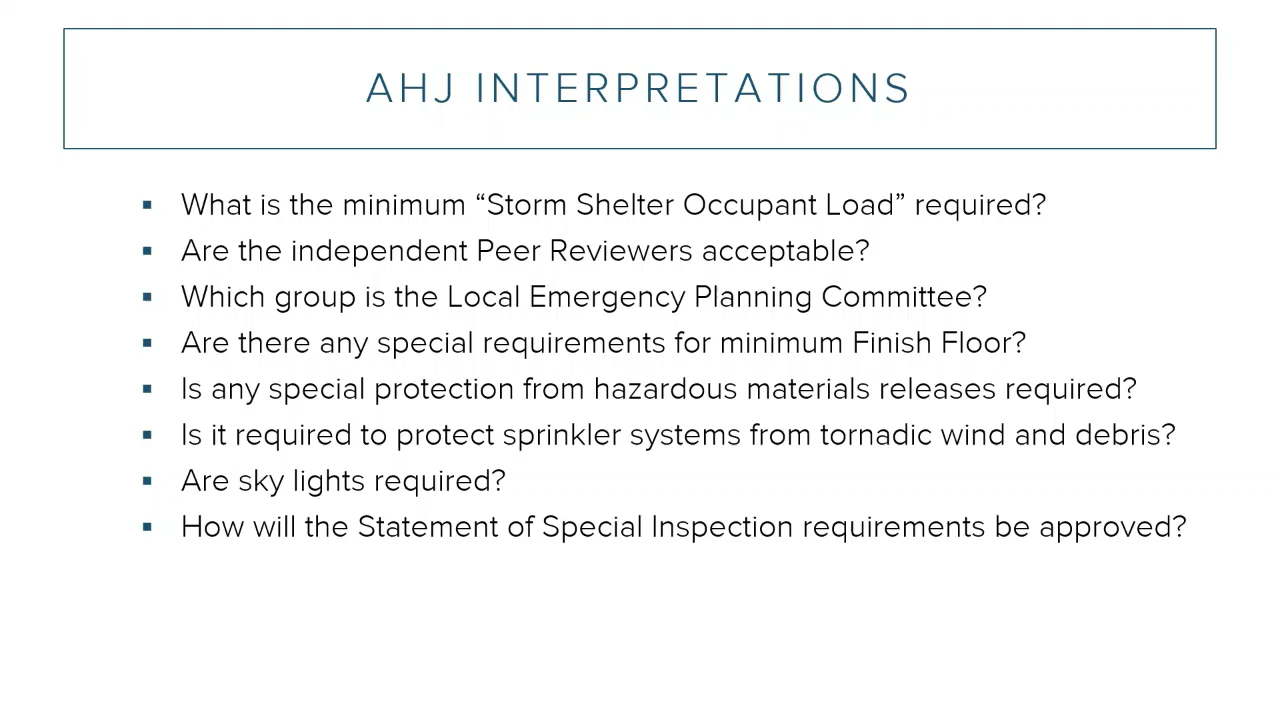 AHJ INTERPRETATIONS
▪ What is the minimum “Storm Shelter Occupant Load” required?
▪ Are the independent Peer Reviewers acceptable?
▪ Which group is the Local Emergency Planning Committee?
▪ Are there any special requirements for minimum Finish Floor?
▪ Is any special protection from hazardous materials releases required?
▪ Is it required to protect sprinkler systems from tornadic wind and debris?
▪ Are sky lights required?
▪ How will the Statement of Special Inspection requirements be approved?